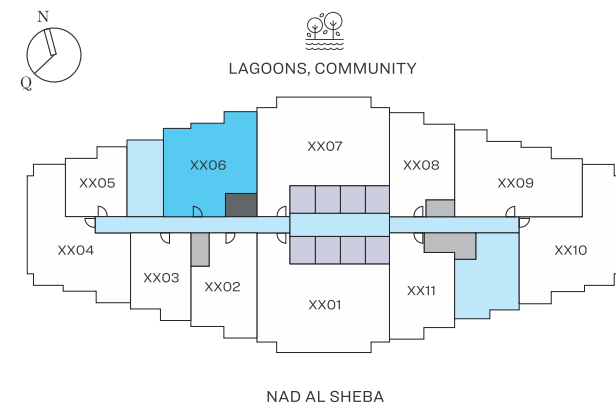 N
Q
LAGOONS, COMMUNITY
XX07
XX06
XX08
XX05
XX09
XX04
XX10
XX03
XX02
XX01
XX11
NAD AL SHEBA